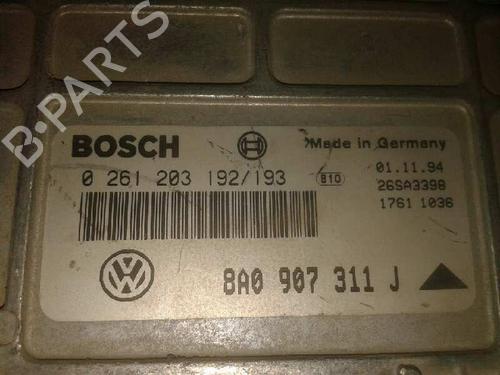 B-PARTS
BOSCH Made in Germany
0 261 203 192/193 B10 01.11.94
26SA3398
1761 1036
VW
8A0 907 311 J